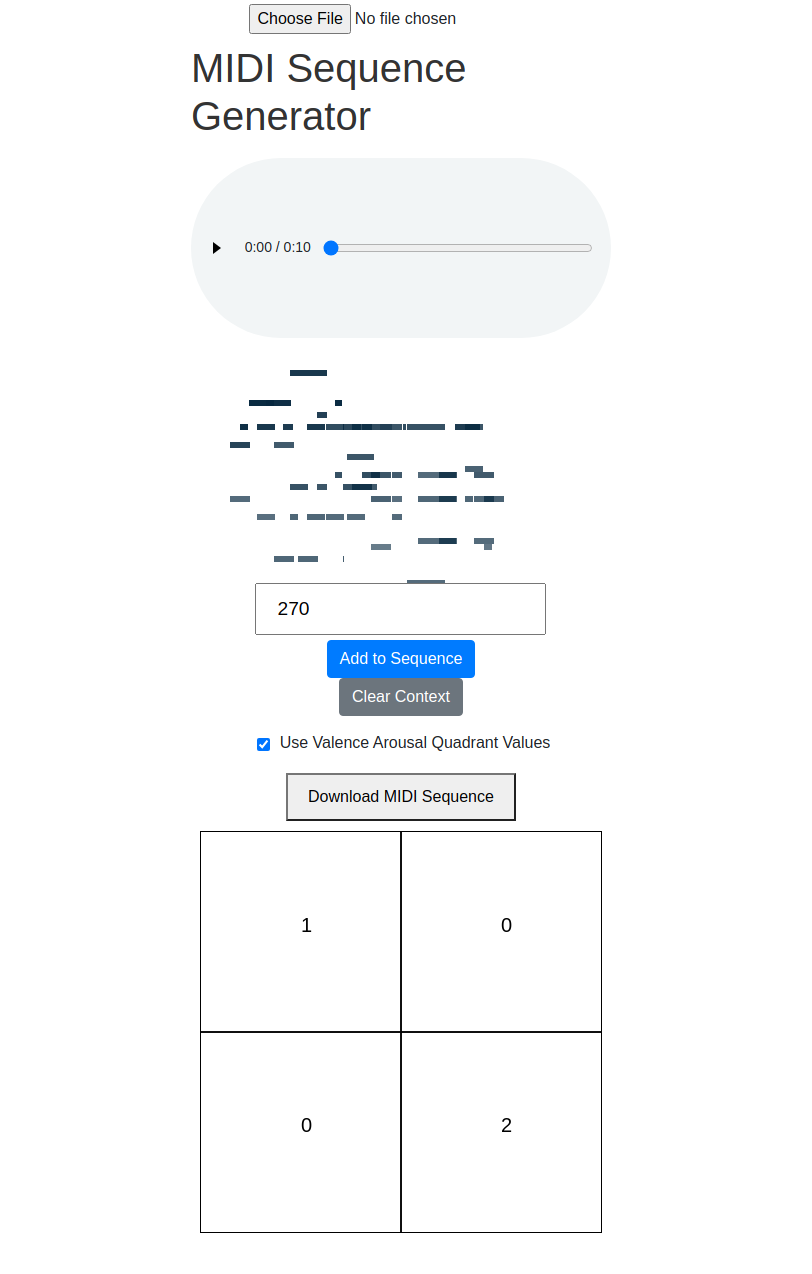 Choose File No file chosen
MIDI Sequence
Generator
0:00 / 0:10
270
Add to Sequence
Clear Context
Use Valence Arousal Quadrant Values
Download MIDI Sequence
1 0
0 2